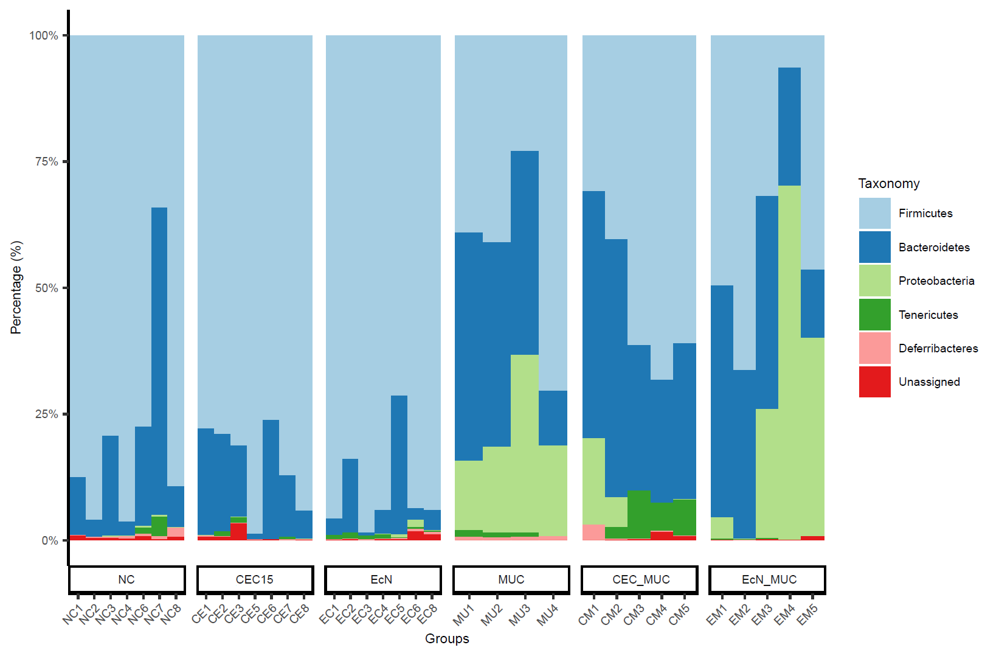 100%
75%
50%
25%
0%
Percentage (%)
NC
CEC15
EcN
MUC
CEC_MUC
EcN_MUC
NC1
NC2
NC3
NC4
NC6
NC7
NC8
CE1
CE2
CE3
CE5
CE6
CE7
CE8
EC1
EC2
EC3
EC4
EC5
EC6
EC8
MU1
MU2
MU3
MU4
CM1
CM2
CM3
CM4
CM5
EM1
EM2
EM3
EM4
EM5
Groups
Taxonomy
Firmicutes
Bacteroidetes
Proteobacteria
Tenericutes
Deferribacteres
Unassigned